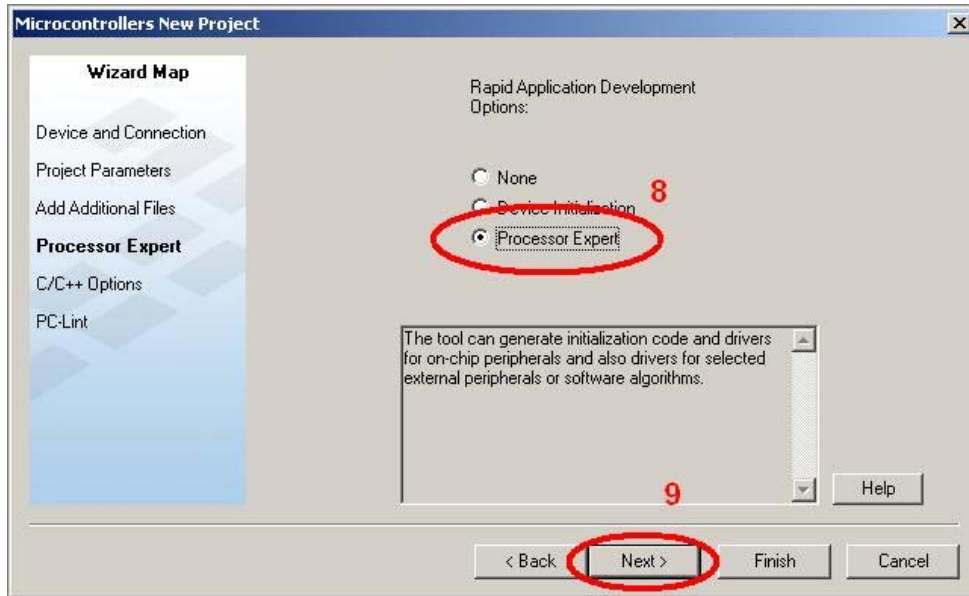 Microcontrollers New Project
Wizard Map
Device and Connection
Project Parameters
Add Additional Files
Processor Expert
C/C++ Options
PC-Lint
Rapid Application Development
Options:
None
8
Device Initialization
Processor Expert
The tool can generate initialization code and drivers
for on-chip peripherals and also drivers for selected
external peripherals or software algorithms.
9
Help
< Back
Next >
Finish
Cancel